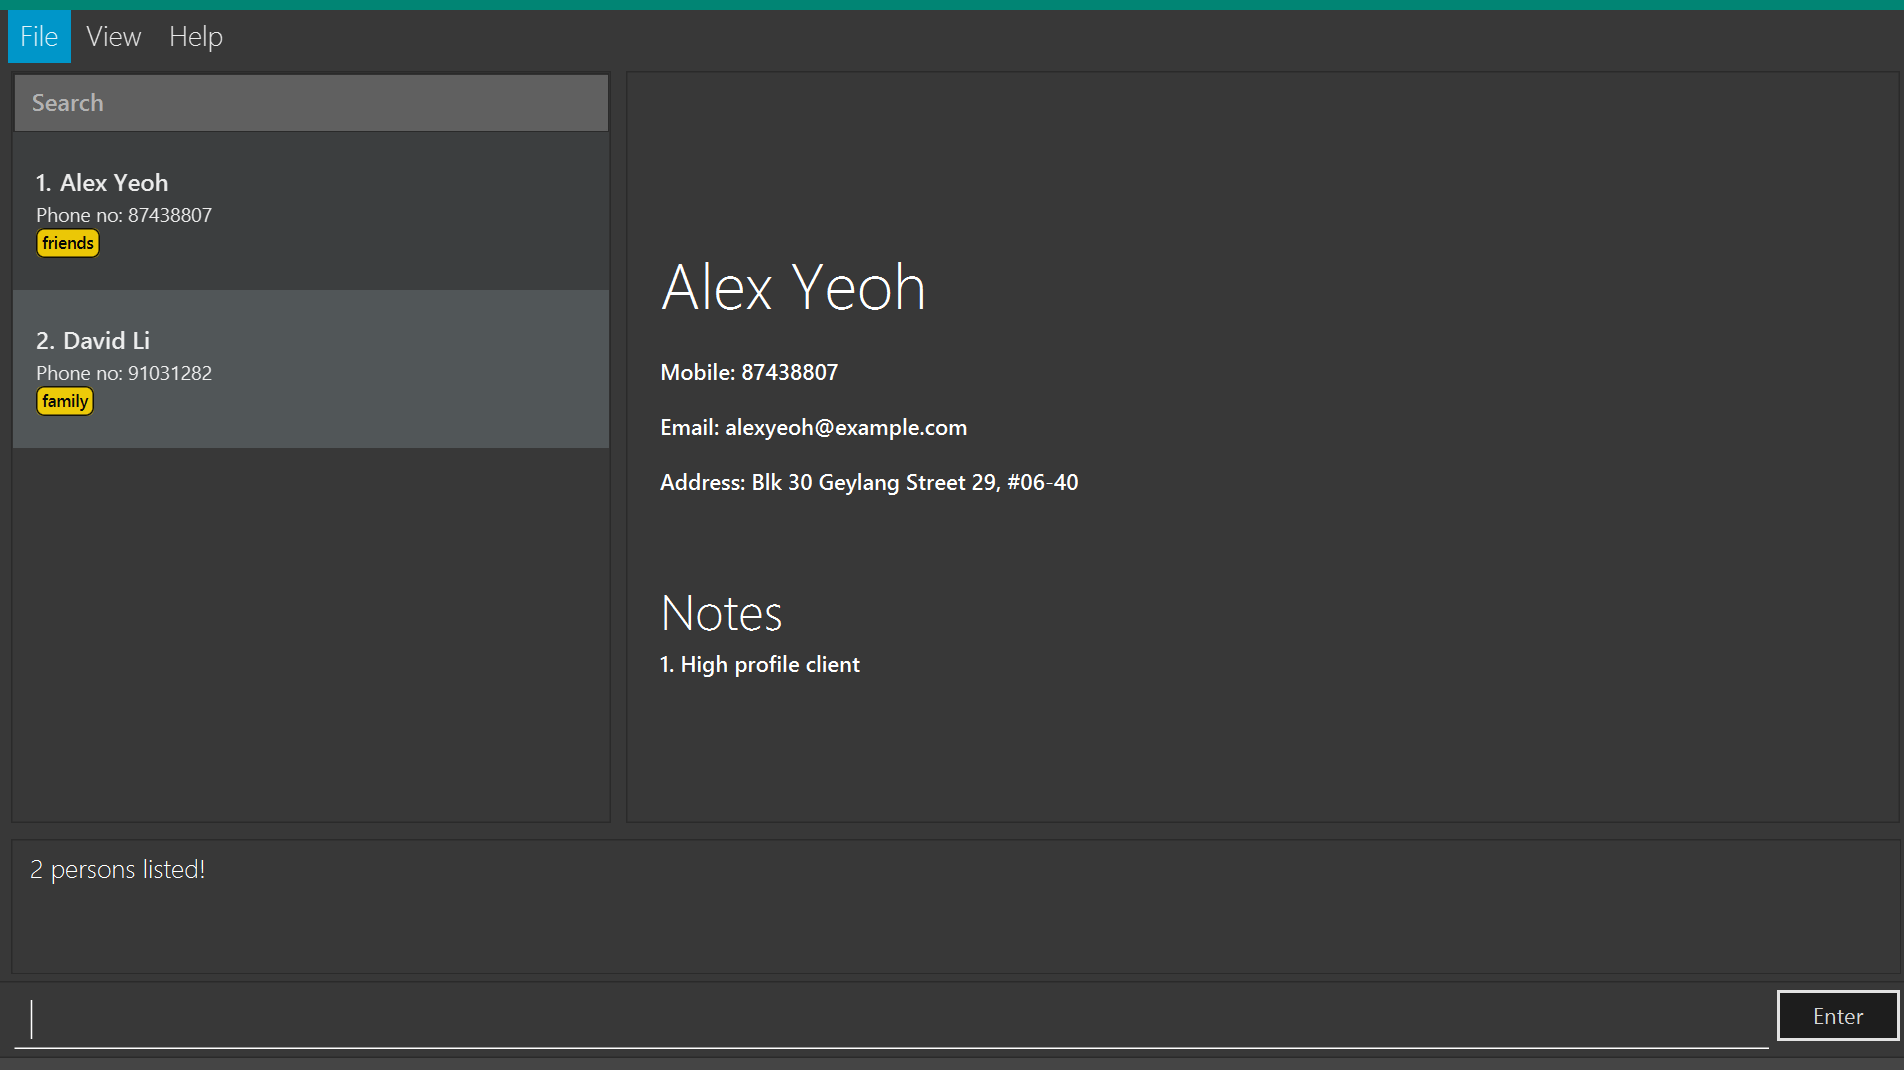 File View Help
Search
1. Alex Yeoh
Phone no: 87438807
friends
2. David Li
Phone no: 91031282
family
Alex Yeoh
Mobile: 87438807
Email: alexyeoh@example.com
Address: Blk 30 Geylang Street 29, #06-40
Notes
1. High profile client
2 persons listed!
Enter